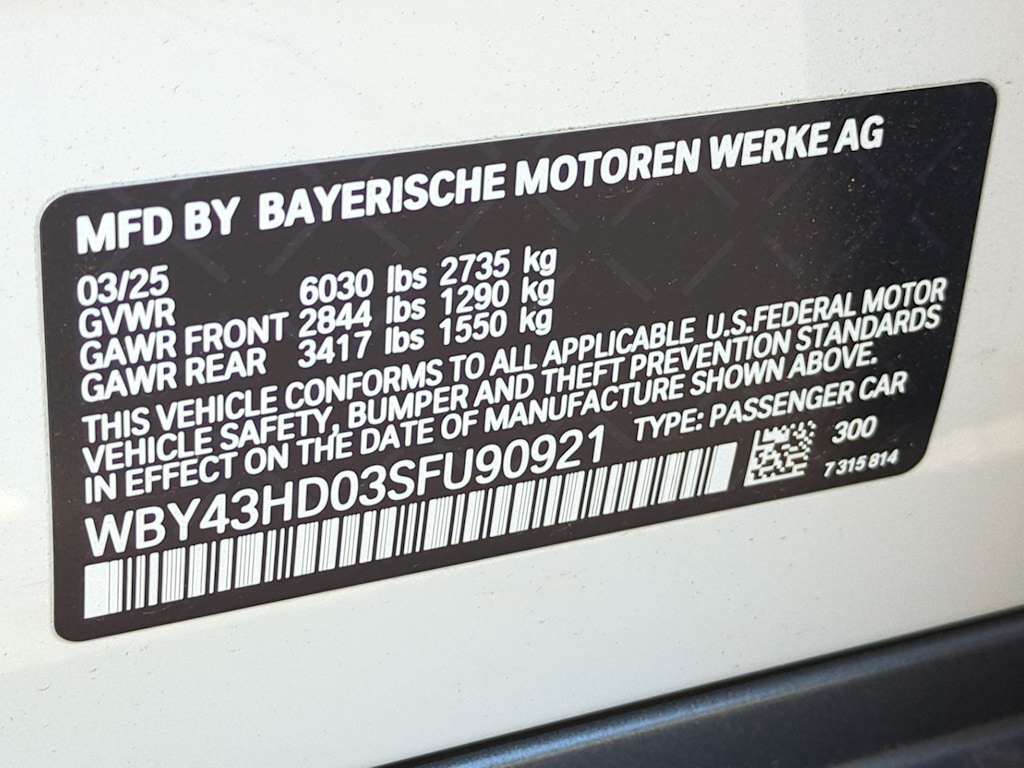 MFD BY BAYERISCHE MOTOREN WERKE AG
03/25
GVWR 6030 lbs 2735 kg
GAWR FRONT 2844 lbs 1290 kg
GAWR REAR 3417 lbs 1550 kg
THIS VEHICLE CONFORMS TO ALL APPLICABLE U.S.FEDERAL MOTOR
VEHICLE SAFETY, BUMPER AND THEFT PREVENTION STANDARDS
IN EFFECT ON THE DATE OF MANUFACTURE SHOWN ABOVE.
WBY43HD03SFU90921 TYPE: PASSENGER CAR
300
7 315 814